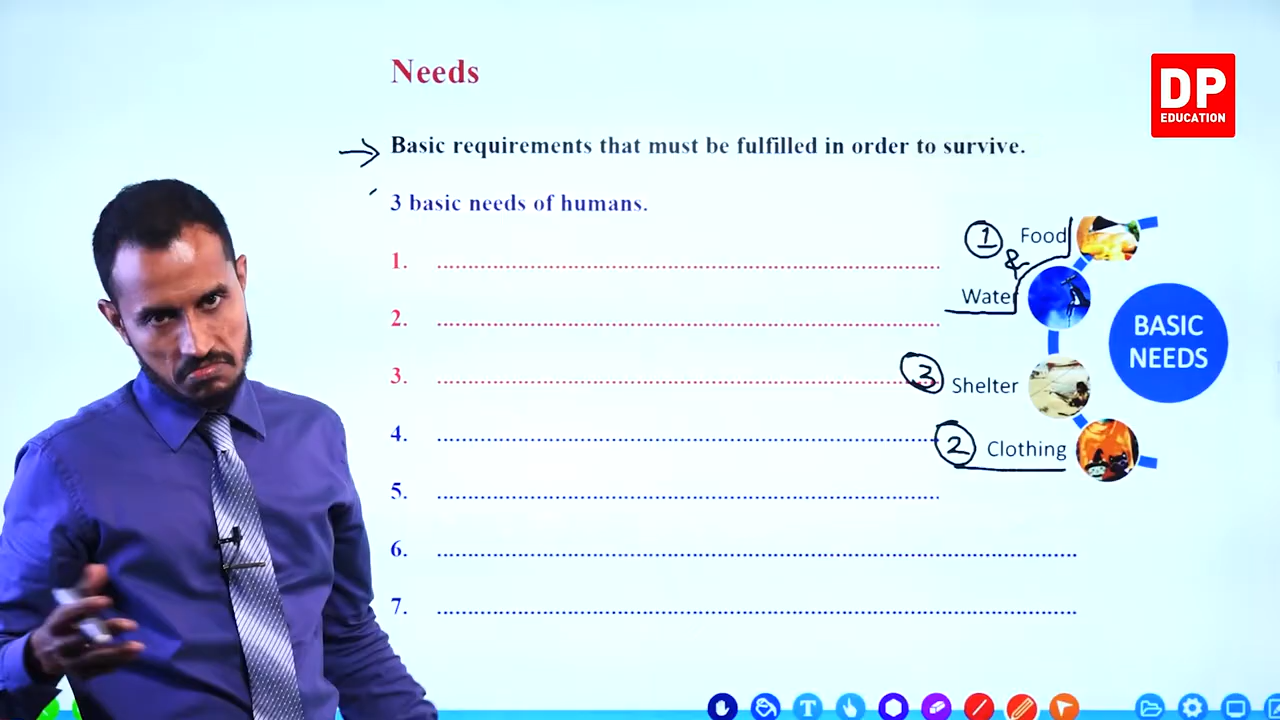 Needs
DP
EDUCATION
Basic requirements that must be fulfilled in order to survive.
3 basic needs of humans.
1. ........................................
2. ........................................
3. ........................................
4. ........................................
5. ........................................
6. ........................................
7. ........................................
1 Food
&
Water
BASIC
NEEDS
3 Shelter
2 Clothing